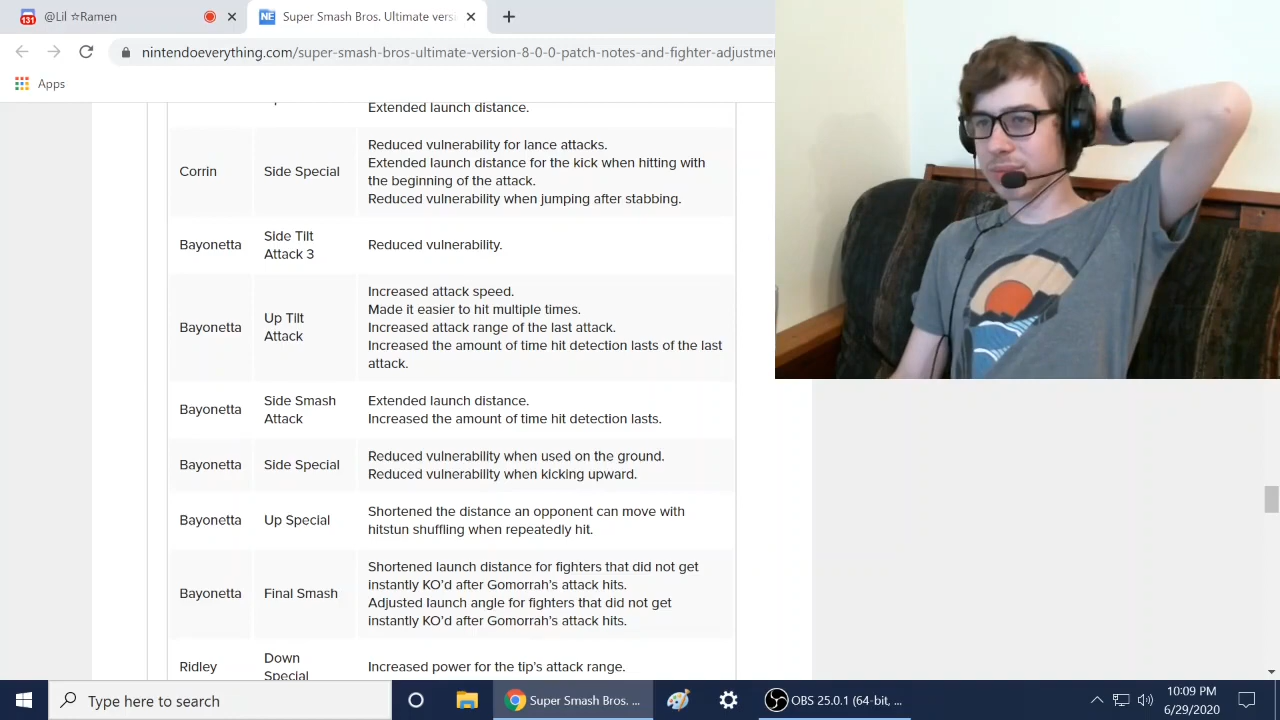 131 @Lil ☆Ramen
NE Super Smash Bros. Ultimate vers
nintendoeverything.com/super-smash-bros-ultimate-version-8-0-0-patch-notes-and-fighter-adjustmen
Apps
Extended launch distance.
Corrin
Side Special
Reduced vulnerability for lance attacks.
Extended launch distance for the kick when hitting with
the beginning of the attack.
Reduced vulnerability when jumping after stabbing.
Bayonetta
Side Tilt
Attack 3
Reduced vulnerability.
Bayonetta
Up Tilt
Attack
Increased attack speed.
Made it easier to hit multiple times.
Increased attack range of the last attack.
Increased the amount of time hit detection lasts of the last
attack.
Bayonetta
Side Smash
Attack
Extended launch distance.
Increased the amount of time hit detection lasts.
Bayonetta
Side Special
Reduced vulnerability when used on the ground.
Reduced vulnerability when kicking upward.
Bayonetta
Up Special
Shortened the distance an opponent can move with
hitstun shuffling when repeatedly hit.
Bayonetta
Final Smash
Shortened launch distance for fighters that did not get
instantly KO'd after Gomorrah's attack hits.
Adjusted launch angle for fighters that did not get
instantly KO'd after Gomorrah's attack hits.
Ridley
Down
Special
Increased power for the tip's attack range.
Type here to search
Super Smash Bros. ...
OBS 25.0.1 (64-bit, ...
10:09 PM
6/29/2020